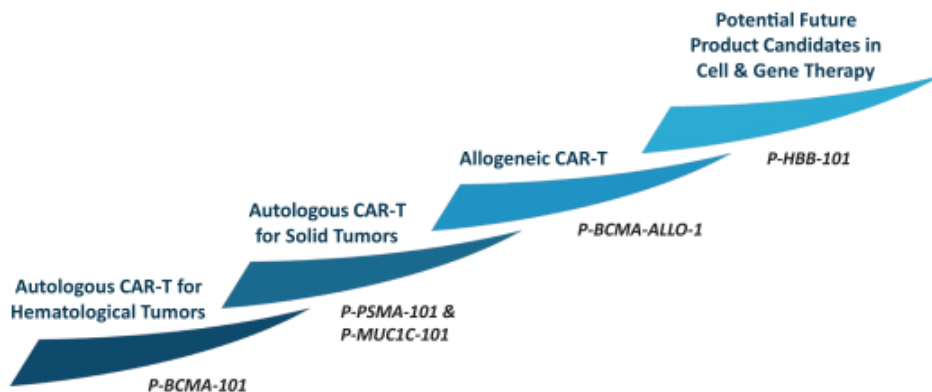 Potential Future
Product Candidates in
Cell & Gene Therapy
P-HBB-101
Allogeneic CAR-T
P-BCMA-ALLO-1
Autologous CAR-T
for Solid Tumors
P-PSMA-101 &
P-MUC1C-101
Autologous CAR-T for
Hematological Tumors
P-BCMA-101